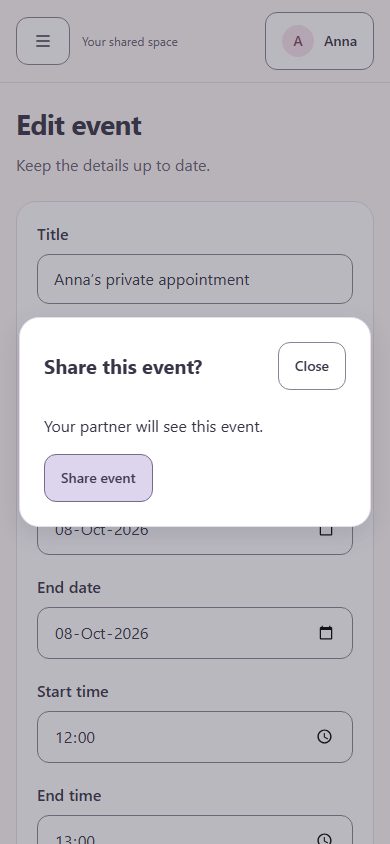 Your shared space
A
Anna
Edit event
Keep the details up to date.
Title
Anna's private appointment
Share this event?
Close
Your partner will see this event.
Share event
08-Oct-2026
End date
08-Oct-2026
Start time
12:00
End time
13:00